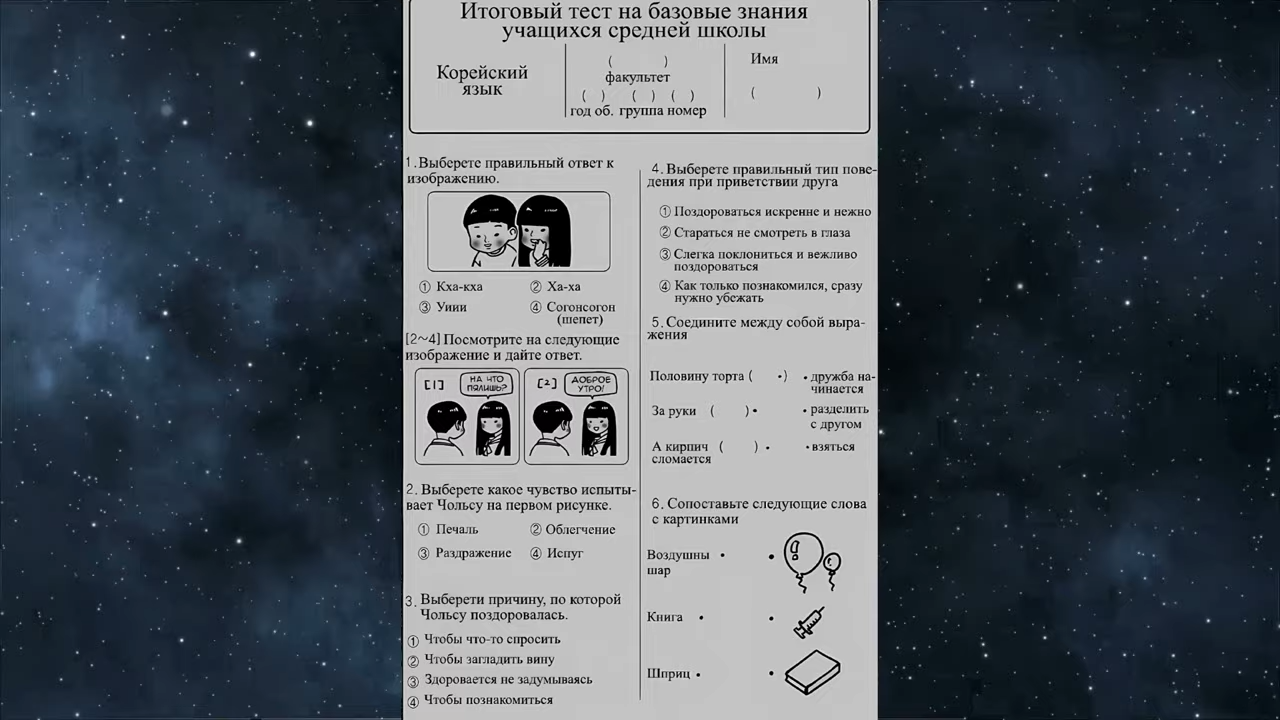 Итоговый тест на базовые знания
учащихся средней школы
Корейский
язык
( )
факультет
( ) ( ) ( )
год об. группа номер
Имя
( )
1.Выберете правильный ответ к
изображению.
① Кха-кха ② Ха-ха
③ Уиии ④ Согонсогон
(шепет)
[2~4] Посмотрите на следующие
изображение и дайте ответ.
[1] НА ЧТО
ПЯЛИШЬ?
[2] ДОБРОЕ
УТРО!
2. Выберете какое чувство испыты-
вает Чольсу на первом рисунке.
① Печаль ② Облегчение
③ Раздражение ④ Испуг
3. Выбери причину, по которой
Чольсу поздоровалась.
① Чтобы что-то спросить
② Чтобы загладить вину
③ Здоровается не задумываясь
④ Чтобы познакомиться
4. Выберете правильный тип пове-
дения при приветствии друга
① Поздороваться искренне и нежно
② Стараться не смотреть в глаза
③ Слегка поклониться и вежливо
поздороваться
④ Как только познакомился, сразу
нужно убежать
5. Соедините между собой выра-
жения
Половину торта ( •) • дружба на-
чинается
За руки ( )• • разделить
с другом
А кирпич ( ) • •взяться
сломается
6. Сопоставьте следующие слова
с картинками
Воздушны •
шар
Книга •
Шприц •